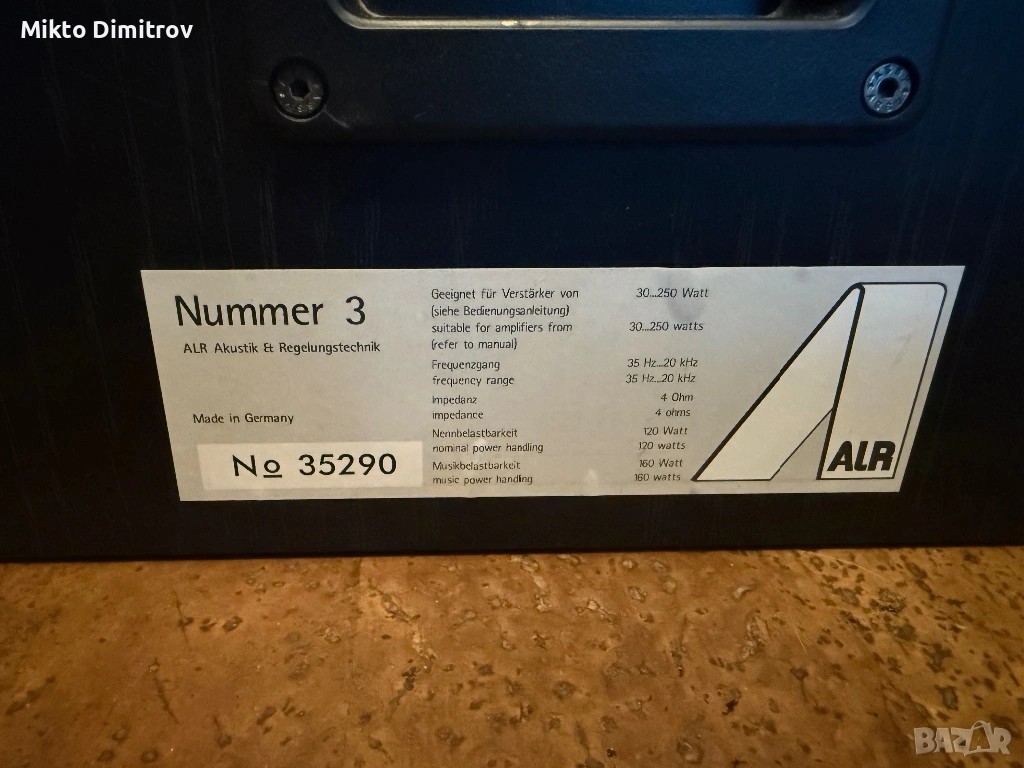 Mikto Dimitrov
Nummer 3
ALR Akustik & Regelungstechnik
Made in Germany
No 35290
Geeignet für Verstärker von 30...250 Watt
(siehe Bedienungsanleitung)
suitable for amplifiers from 30...250 watts
(refer to manual)
Frequenzgang 35 Hz...20 kHz
frequency range 35 Hz...20 kHz
Impedanz 4 Ohm
impedance 4 ohms
Nennbelastbarkeit 120 Watt
nominal power handling 120 watts
Musikbelastbarkeit 160 Watt
music power handling 160 watts
ALR
BAZAR